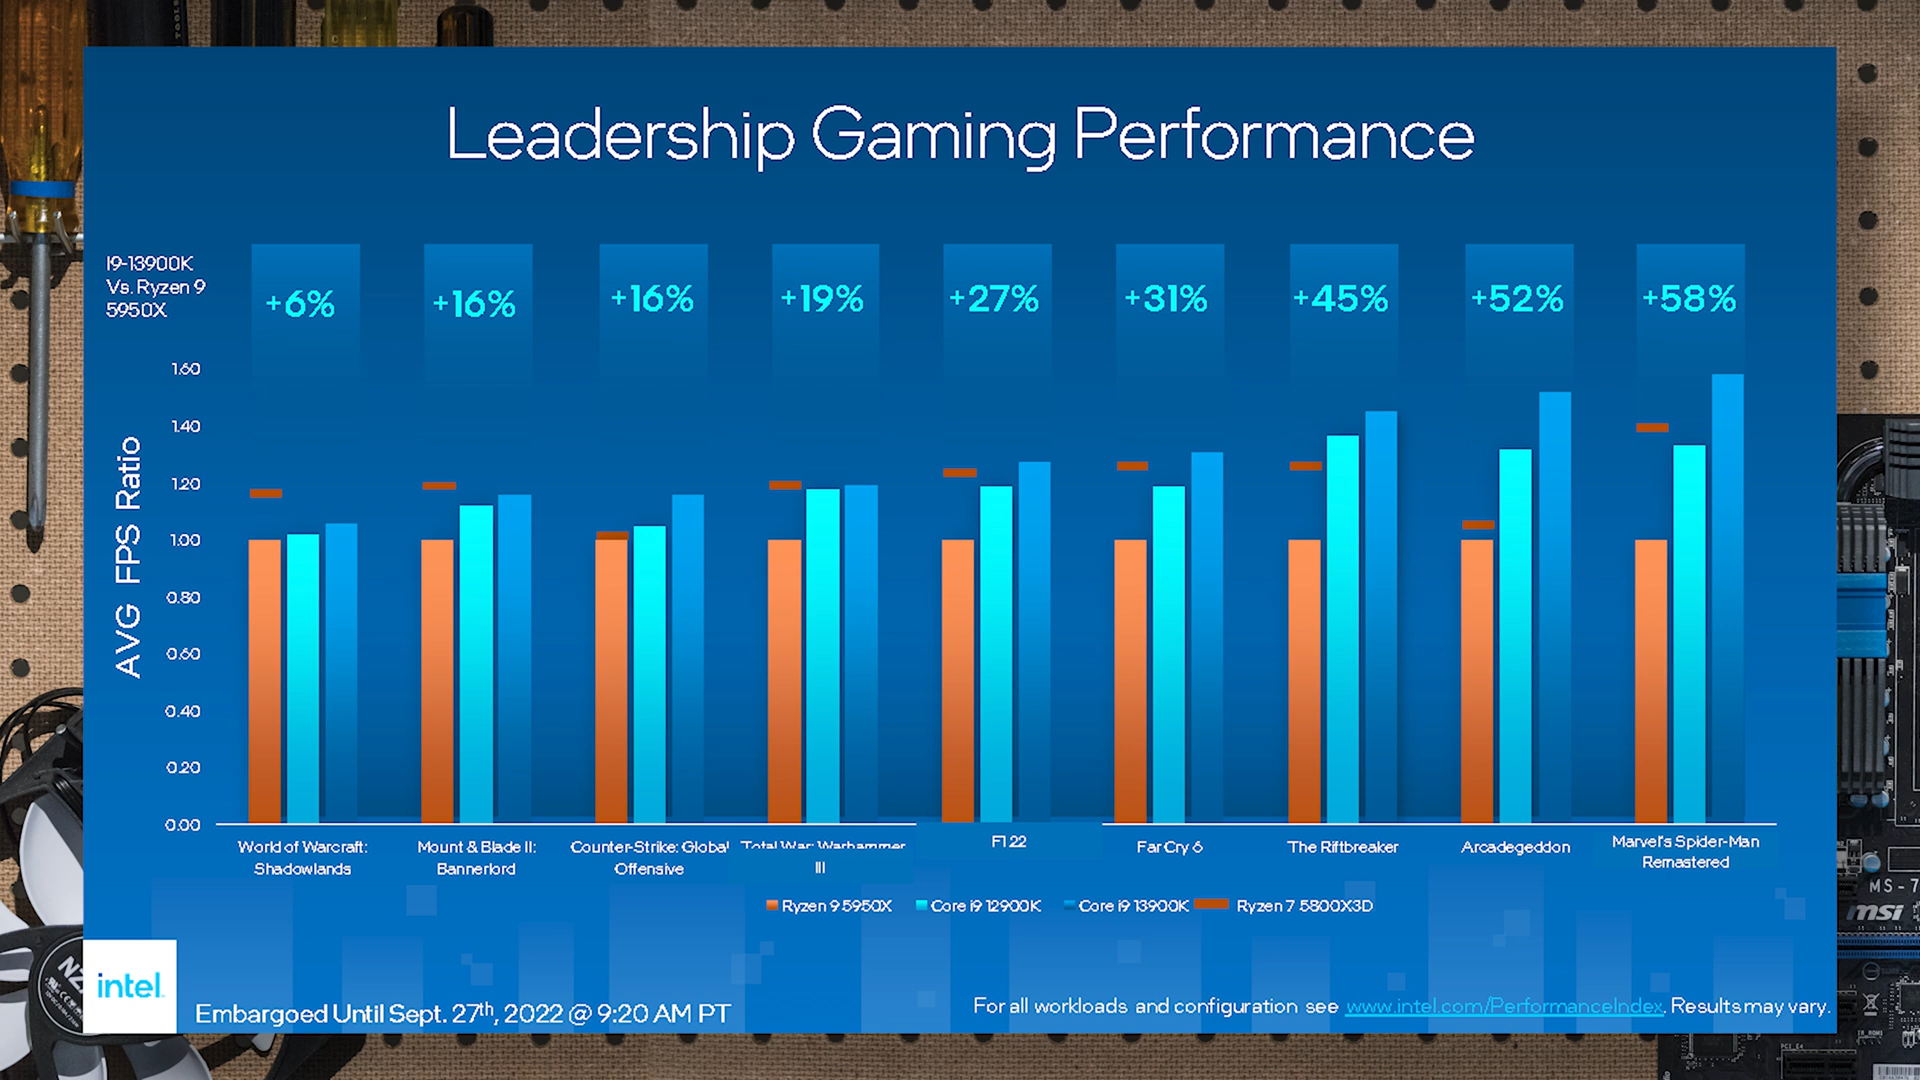 Leadership Gaming Performance
I9-13900K
Vs. Ryzen 9
5950X
+6%
+16%
+16%
+19%
+27%
+31%
+45%
+52%
+58%
AVG FPS Ratio
1.60
1.40
1.20
1.00
0.80
0.60
0.40
0.20
0.00
World of Warcraft:
Shadowlands
Mount & Blade II:
Bannerlord
Counter-Strike: Global
Offensive
Total War: Warhammer
III
F1 22
Far Cry 6
The Riftbreaker
Arcadegeddon
Marvel's Spider-Man
Remastered
Ryzen 9 5950X
Core i9 12900K
Core i9 13900K
Ryzen 7 5800X3D
intel
Embargoed Until Sept. 27th, 2022 @ 9:20 AM PT
For all workloads and configuration see www.intel.com/PerformanceIndex. Results may vary.
MS-7
msi
NZ